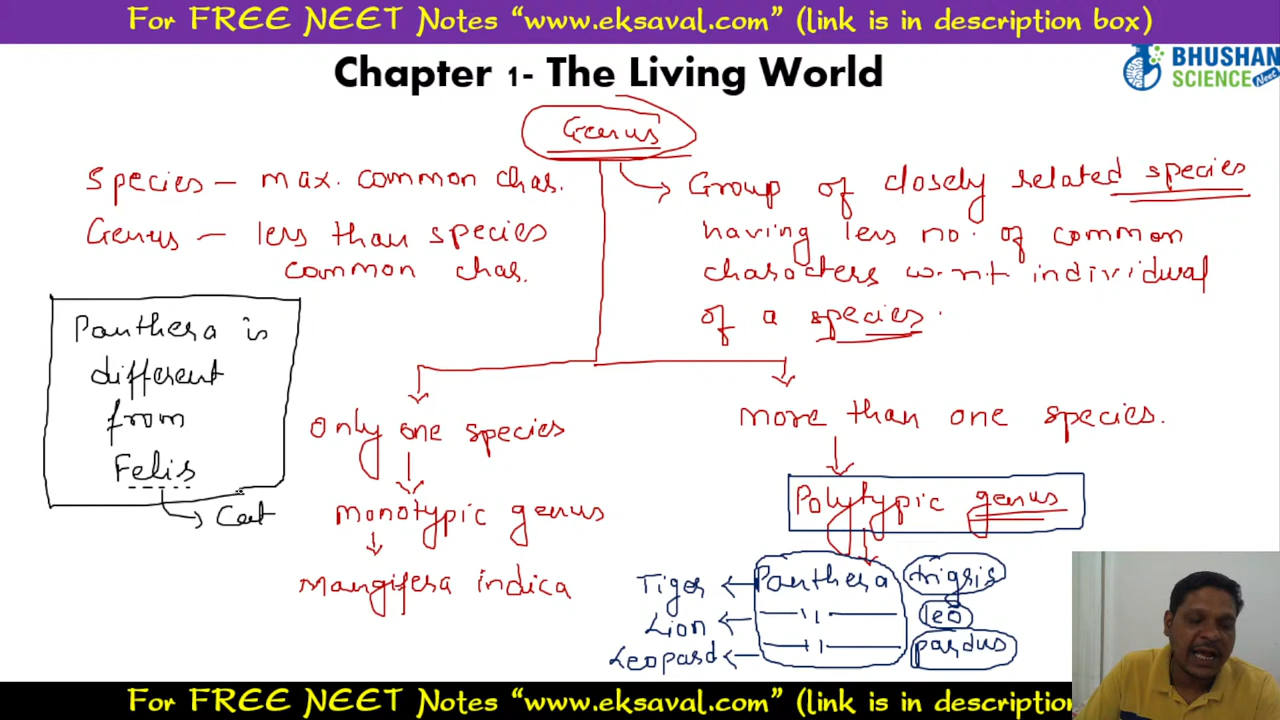 For FREE NEET Notes “www.eksaval.com” (link is in description box)
Chapter 1- The Living World
BHUSHAN
SCIENCE Neet
Genus
Species – max. common char.
Genus – less than species
common char.
Group of closely related species
having less no. of common
characters w.r.t individual
of a species.
Panthera is
different
from
Felis
Cat
Only one species
monotypic genus
Mangifera indica
more than one species.
Polytypic genus
Tiger ← Panthera trigris
Lion ← —〃— leo
Leopard ← —〃— pardus
For FREE NEET Notes “www.eksaval.com” (link is in description